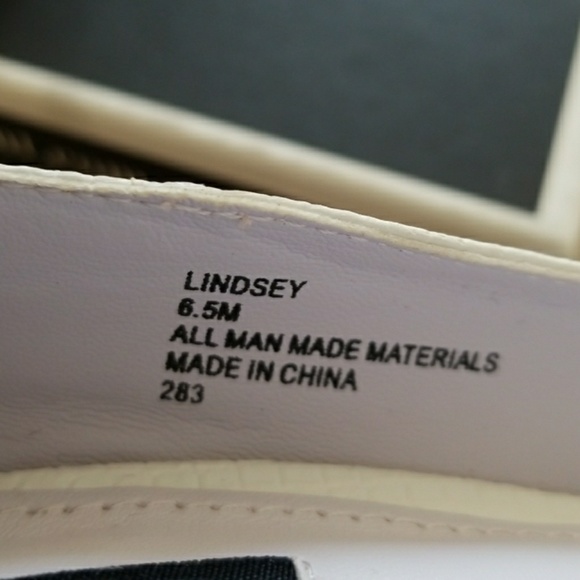 LINDSEY
6.5M
ALL MAN MADE MATERIALS
MADE IN CHINA
283